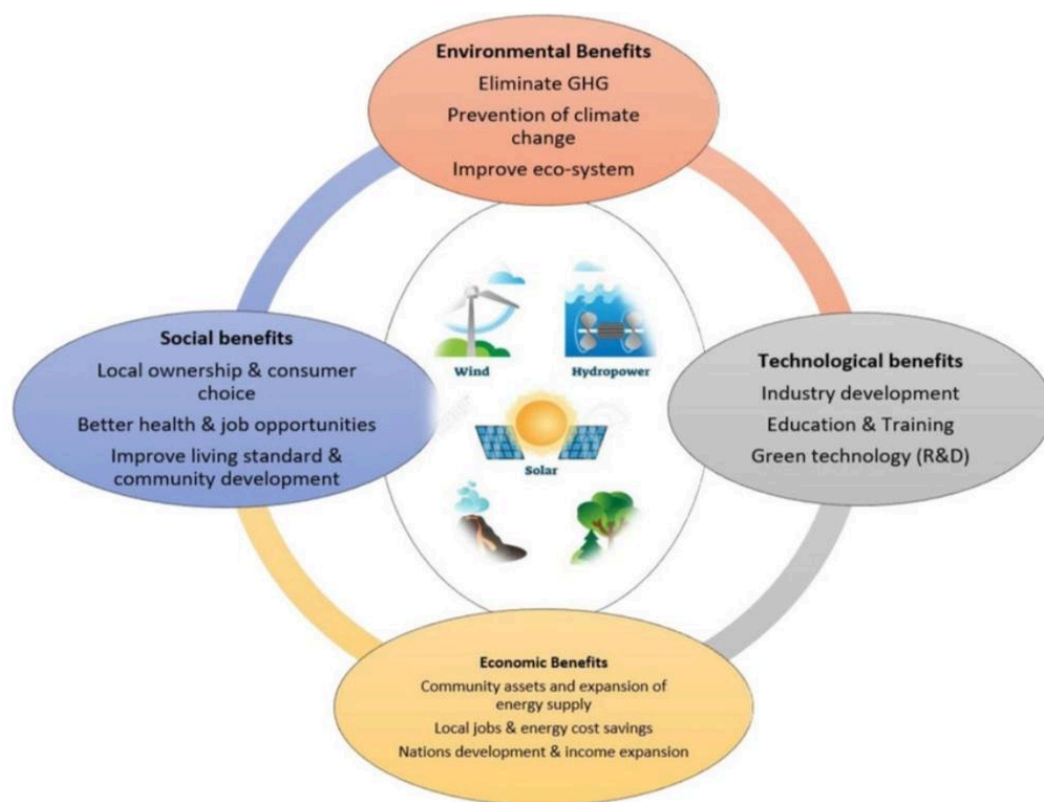 Environmental Benefits
Eliminate GHG
Prevention of climate
change
Improve eco-system
Social benefits
Local ownership & consumer
choice
Better health & job opportunities
Improve living standard &
community development
Wind
Hydropower
Solar
Technological benefits
Industry development
Education & Training
Green technology (R&D)
Economic Benefits
Community assets and expansion of
energy supply
Local jobs & energy cost savings
Nations development & income expansion